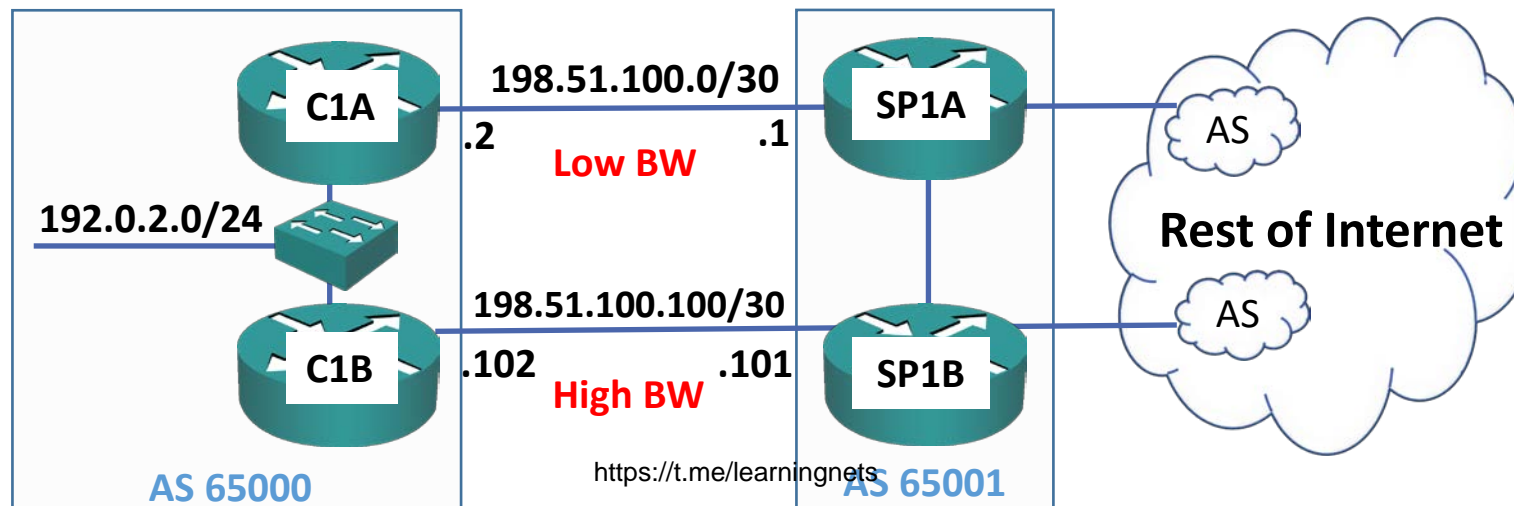 C1A
198.51.100.0/30
SP1A
AS
.2
.1
Low BW
192.0.2.0/24
Rest of Internet
198.51.100.100/30
AS
C1B
.102
.101
SP1B
High BW
https://t.me/learningnets
AS 65000
AS 65001